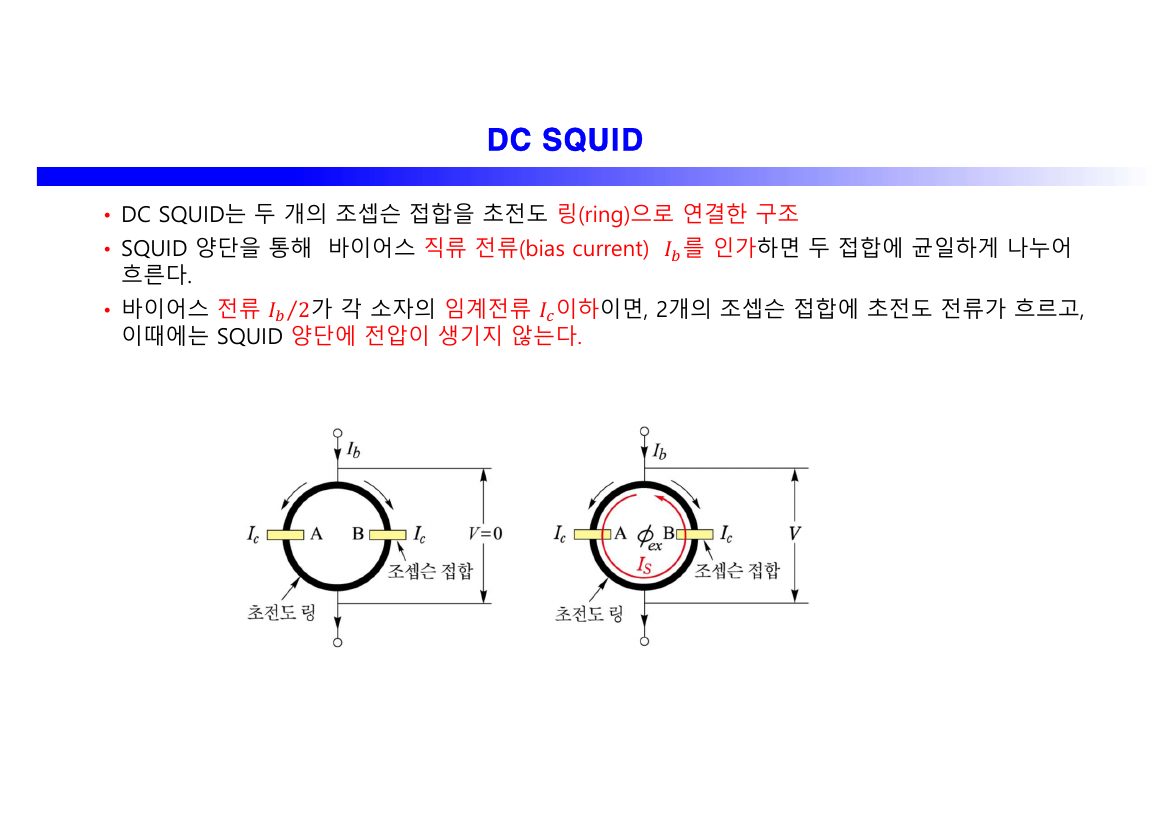 DC SQUID
• DC SQUID는 두 개의 조셉슨 접합을 초전도 링(ring)으로 연결한 구조
• SQUID 양단을 통해 바이어스 직류 전류(bias current) I_b를 인가하면 두 접합에 균일하게 나누어
흐른다.
• 바이어스 전류 I_b/2가 각 소자의 임계전류 I_c이하이면, 2개의 조셉슨 접합에 초전도 전류가 흐르고,
이때에는 SQUID 양단에 전압이 생기지 않는다.
I_b
I_c A B I_c V=0
조셉슨 접합
초전도 링
I_b
I_c A ϕ_ex B I_c V
I_S
조셉슨 접합
초전도 링